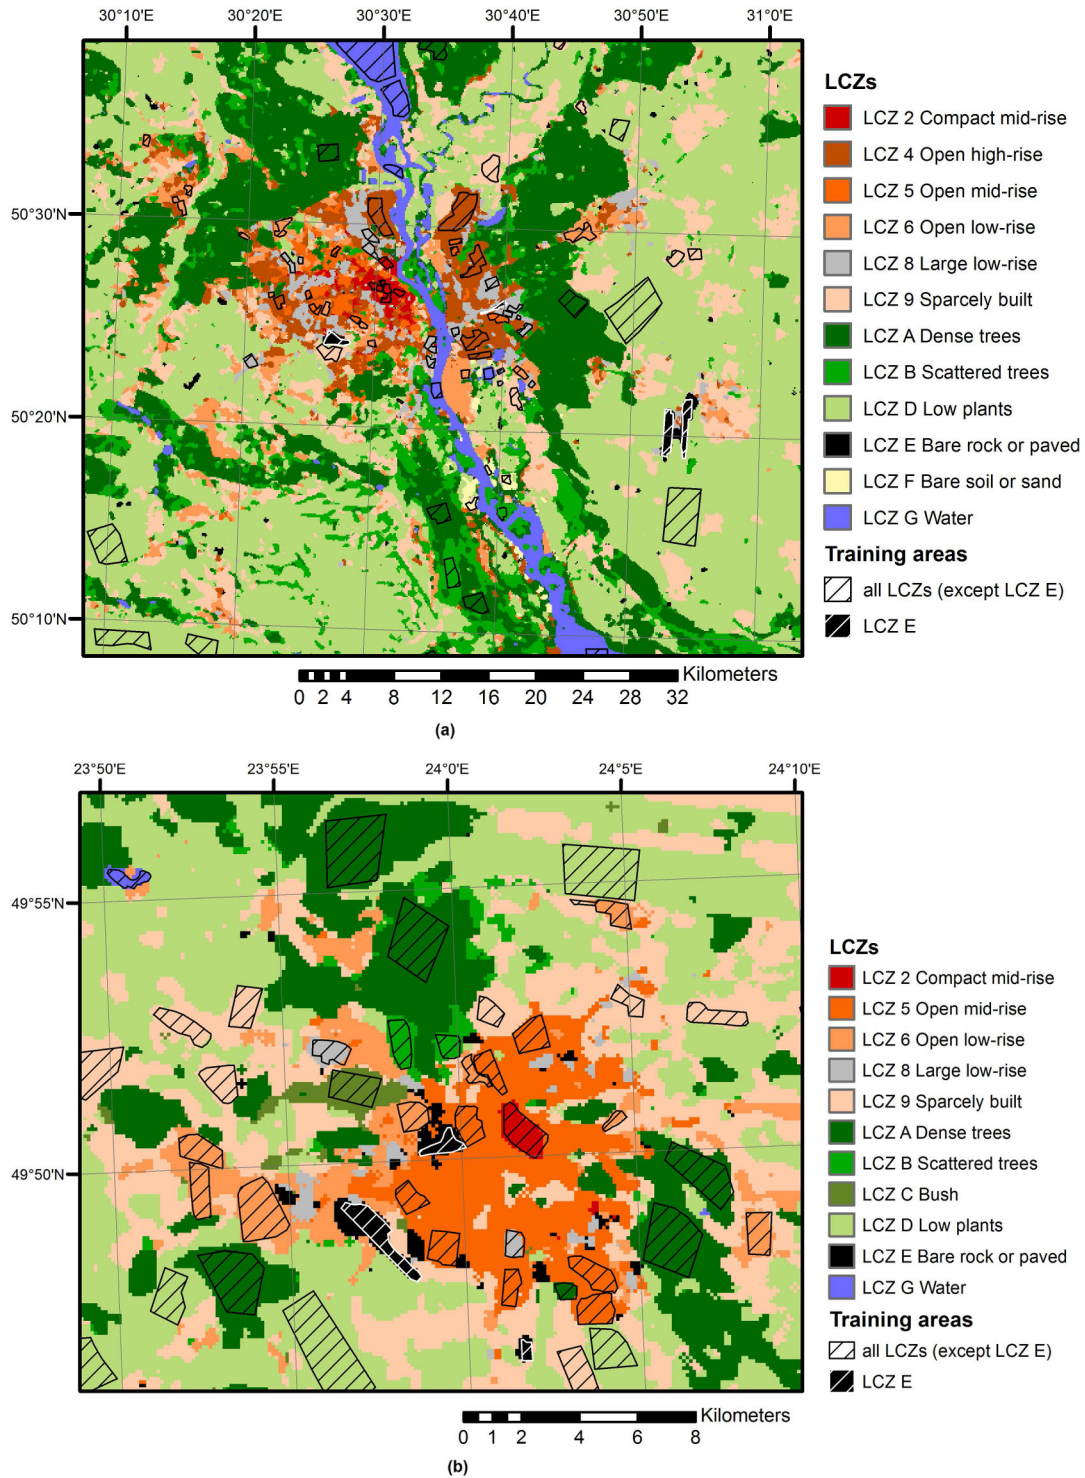 30°10'E 30°20'E 30°30'E 30°40'E 30°50'E 31°0'E
50°30'N
50°20'N
50°10'N
LCZs
LCZ 2 Compact mid-rise
LCZ 4 Open high-rise
LCZ 5 Open mid-rise
LCZ 6 Open low-rise
LCZ 8 Large low-rise
LCZ 9 Sparcely built
LCZ A Dense trees
LCZ B Scattered trees
LCZ D Low plants
LCZ E Bare rock or paved
LCZ F Bare soil or sand
LCZ G Water
Training areas
all LCZs (except LCZ E)
LCZ E
Kilometers
0 2 4 8 12 16 20 24 28 32
(a)
23°50'E 23°55'E 24°0'E 24°5'E 24°10'E
49°55'N
49°50'N
LCZs
LCZ 2 Compact mid-rise
LCZ 5 Open mid-rise
LCZ 6 Open low-rise
LCZ 8 Large low-rise
LCZ 9 Sparcely built
LCZ A Dense trees
LCZ B Scattered trees
LCZ C Bush
LCZ D Low plants
LCZ E Bare rock or paved
LCZ G Water
Training areas
all LCZs (except LCZ E)
LCZ E
Kilometers
0 1 2 4 6 8
(b)